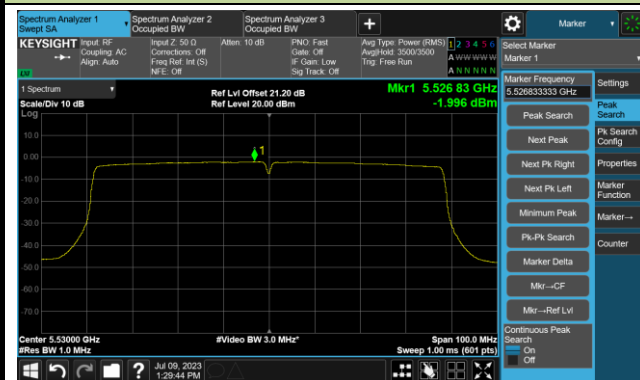 Spectrum Analyzer 1
Swept SA
Spectrum Analyzer 2
Occupied BW
Spectrum Analyzer 3
Occupied BW
+
Marker
KEYSIGHT
Input: RF
Coupling: AC
Align: Auto
Input Z: 50 Ω
Corrections: Off
Freq Ref: Int (S)
NFE: Off
Atten: 10 dB
PNO: Fast
Gate: Off
IF Gain: Low
Sig Track: Off
Avg Type: Power (RMS)
Avg|Hold: 3500/3500
Trig: Free Run
1 2 3 4 5 6
A W W W W W
A N N N N N
Select Marker
Marker 1
1 Spectrum
Scale/Div 10 dB
Ref Lvl Offset 21.20 dB
Ref Level 20.00 dBm
Mkr1 5.526 83 GHz
-1.996 dBm
Log
10.0
0.00
-10.0
-20.0
-30.0
-40.0
-50.0
-60.0
-70.0
1
Center 5.53000 GHz
#Res BW 1.0 MHz
#Video BW 3.0 MHz*
Span 100.0 MHz
Sweep 1.00 ms (601 pts)
Marker Frequency
5.526833333 GHz
Peak Search
Next Peak
Next Pk Right
Next Pk Left
Minimum Peak
Pk-Pk Search
Marker Delta
Mkr→CF
Mkr→Ref Lvl
Continuous Peak
Search
On
Off
Settings
Peak
Search
Pk Search
Config
Properties
Marker
Function
Marker→
Counter
?
Jul 09, 2023
1:29:44 PM